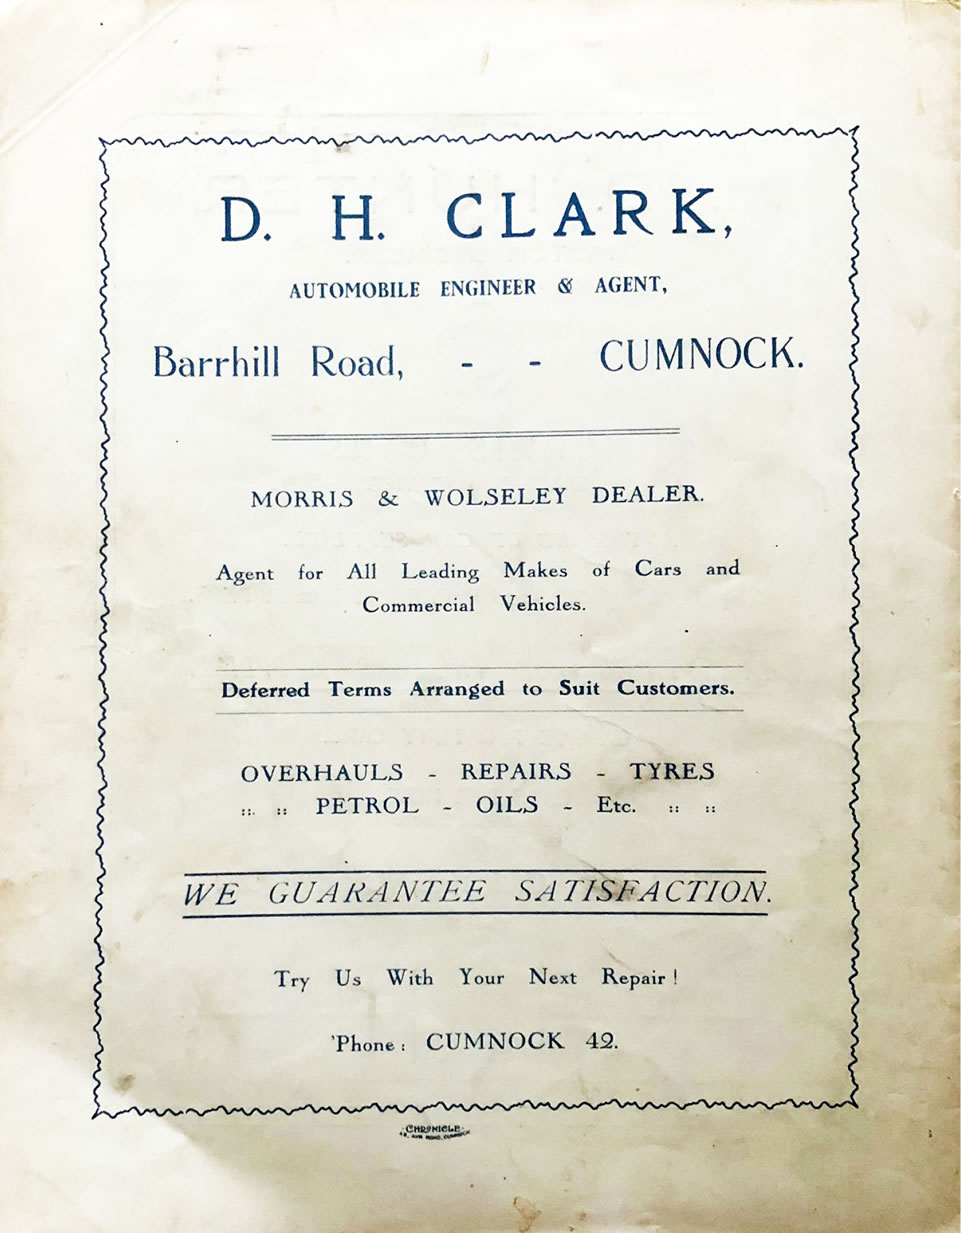 D. H. CLARK,
AUTOMOBILE ENGINEER & AGENT,
Barrhill Road, - - CUMNOCK.
MORRIS & WOLSELEY DEALER.
Agent for All Leading Makes of Cars and
Commercial Vehicles.
Deferred Terms Arranged to Suit Customers.
OVERHAULS - REPAIRS - TYRES
:: :: PETROL - OILS - Etc. :: ::
WE GUARANTEE SATISFACTION.
Try Us With Your Next Repair!
'Phone: CUMNOCK 42.
CHRONICLE
ROAD, CUMNOCK